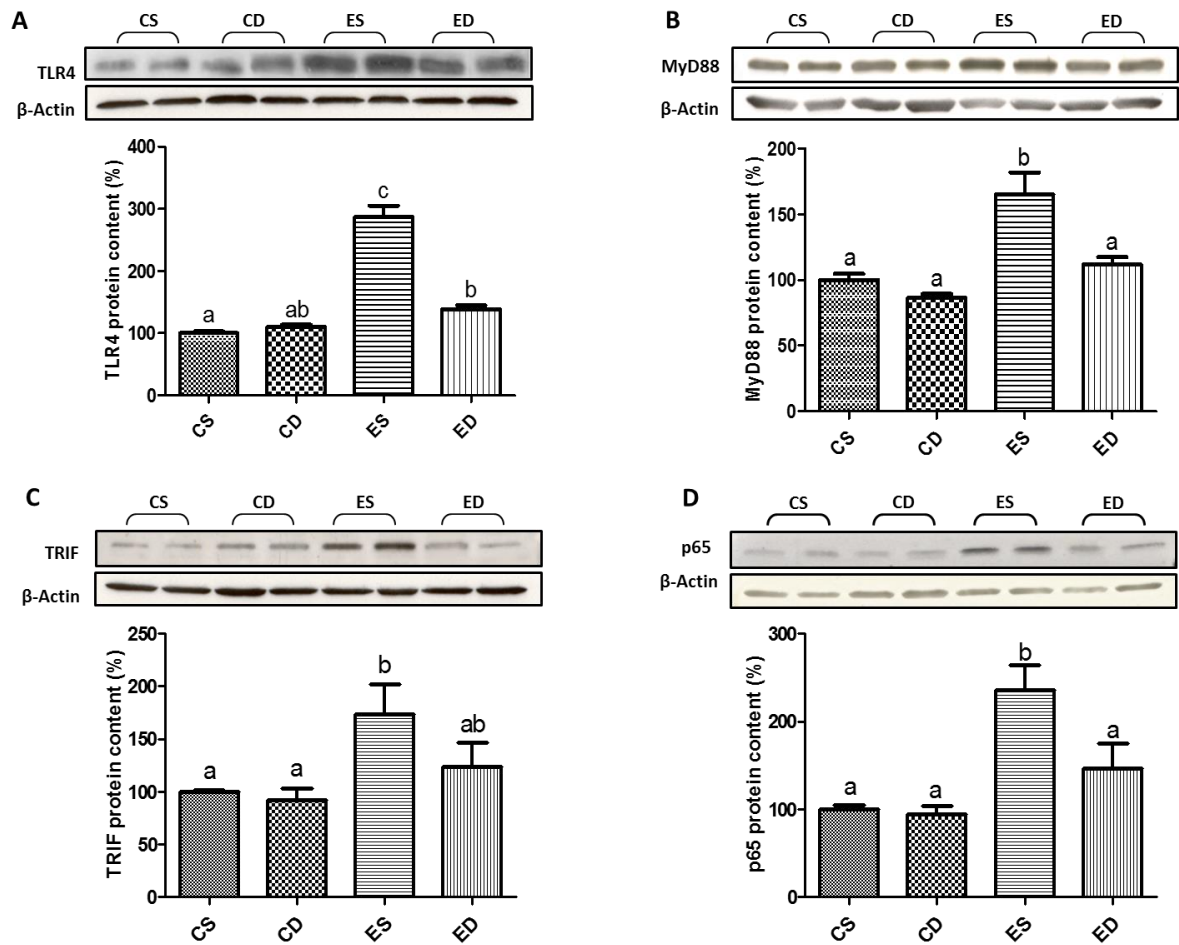 A
CS CD ES ED
TLR4
β-Actin
TLR4 protein content (%)
400
300
200
100
0
a
ab
c
b
CS CD ES ED
B
CS CD ES ED
MyD88
β-Actin
MyD88 protein content (%)
200
150
100
50
0
a
a
b
a
CS CD ES ED
C
CS CD ES ED
TRIF
β-Actin
TRIF protein content (%)
250
200
150
100
50
0
a
a
b
ab
CS CD ES ED
D
CS CD ES ED
p65
β-Actin
p65 protein content (%)
300
200
100
0
a
a
b
a
CS CD ES ED